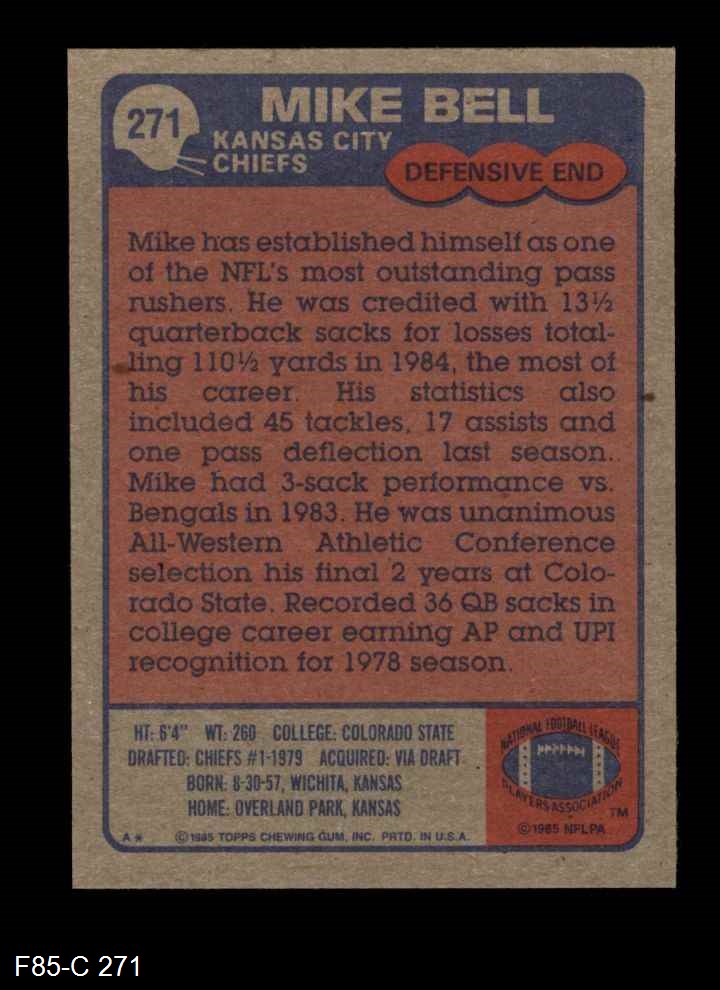 271
MIKE BELL
KANSAS CITY
CHIEFS
DEFENSIVE END
Mike has established himself as one
of the NFL's most outstanding pass
rushers. He was credited with 13½
quarterback sacks for losses total-
ling 110½ yards in 1984, the most of
his career. His statistics also
included 45 tackles, 17 assists and
one pass deflection last season.
Mike had 3-sack performance vs.
Bengals in 1983. He was unanimous
All-Western Athletic Conference
selection his final 2 years at Colo-
rado State. Recorded 36 QB sacks in
college career earning AP and UPI
recognition for 1978 season.
HT: 6'4" WT: 260 COLLEGE: COLORADO STATE
DRAFTED: CHIEFS #1-1979 ACQUIRED: VIA DRAFT
BORN: 8-30-57, WICHITA, KANSAS
HOME: OVERLAND PARK, KANSAS
A* ©1985 TOPPS CHEWING GUM, INC. PRTD. IN U.S.A.
NATIONAL FOOTBALL LEAGUE
PLAYERS ASSOCIATION
TM
©1985 NFLPA
F85-C 271